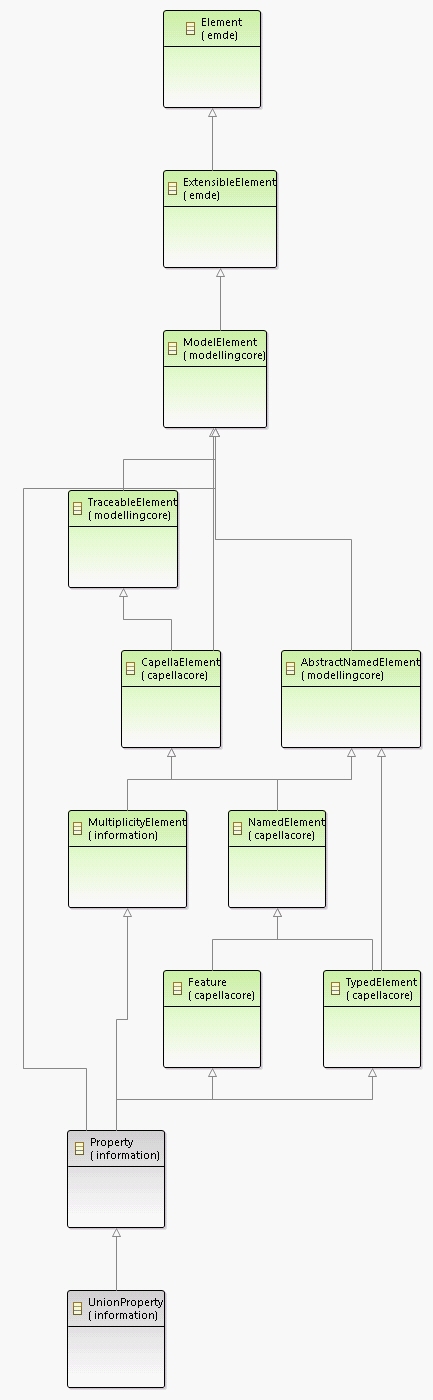 Element
( emde)
ExtensibleElement
( emde)
ModelElement
( modellingcore)
TraceableElement
( modellingcore)
CapellaElement
( capellacore)
AbstractNamedElement
( modellingcore)
MultiplicityElement
( information)
NamedElement
( capellacore)
Feature
( capellacore)
TypedElement
( capellacore)
Property
( information)
UnionProperty
( information)